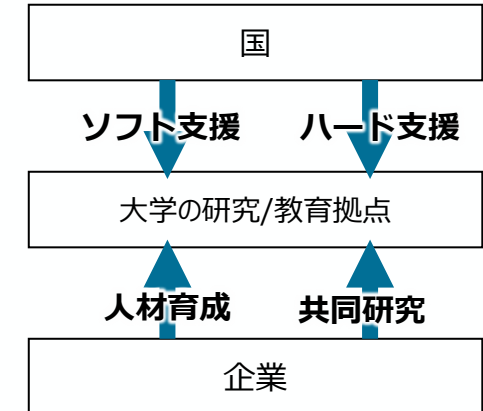 国
ソフト支援 ハード支援
大学の研究/教育拠点
人材育成 共同研究
企業